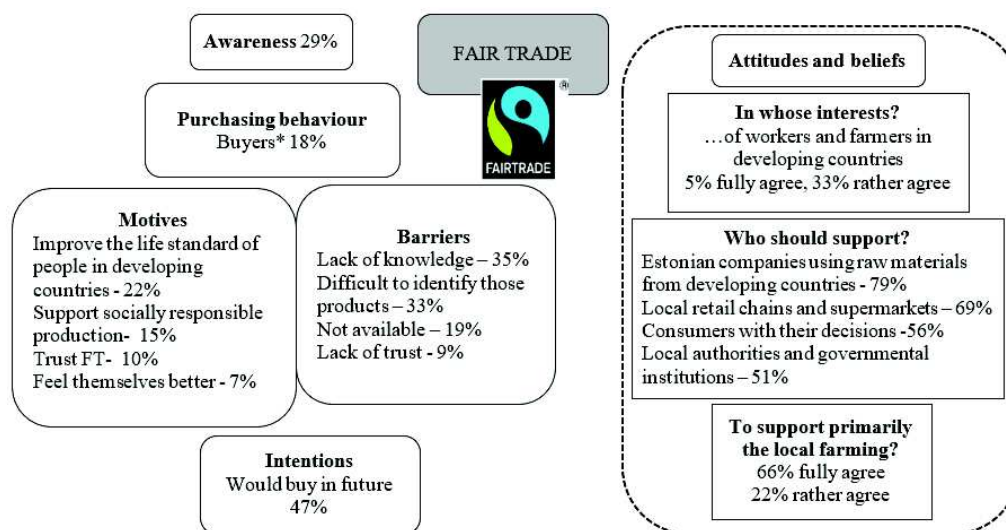 Awareness 29%
FAIR TRADE
®
FAIRTRADE
Purchasing behaviour
Buyers* 18%
Motives
Improve the life standard of
people in developing
countries - 22%
Support socially responsible
production-  15%
Trust FT-  10%
Feel themselves better - 7%
Barriers
Lack of knowledge – 35%
Difficult to identify those
products – 33%
Not available – 19%
Lack of trust - 9%
Intentions
Would buy in future
47%
Attitudes and beliefs
In whose interests?
…of workers and farmers in
developing countries
5% fully agree, 33% rather agree
Who should support?
Estonian companies using raw materials
from developing countries - 79%
Local retail chains and supermarkets – 69%
Consumers with their decisions -56%
Local authorities and governmental
institutions – 51%
To support primarily
the local farming?
66% fully agree
22% rather agree